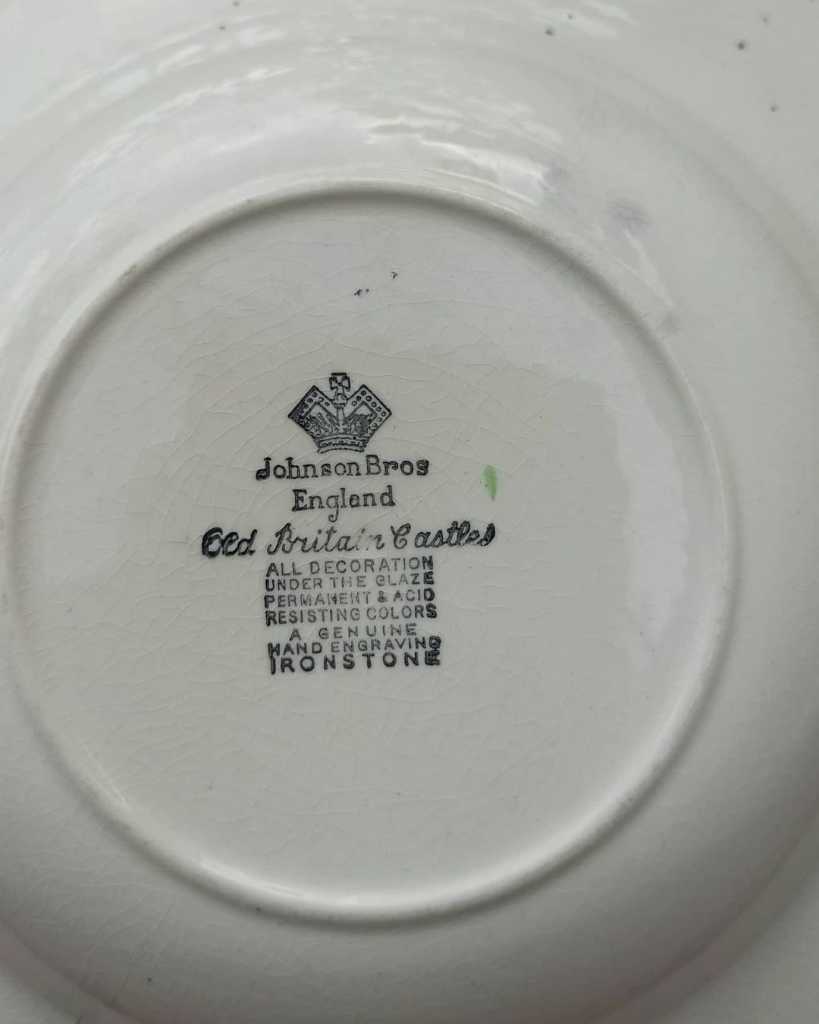 Johnson Bros
England
Old Britain Castles
ALL DECORATION
UNDER THE GLAZE
PERMANENT & ACID
RESISTING COLORS
A GENUINE
HAND ENGRAVING
IRONSTONE